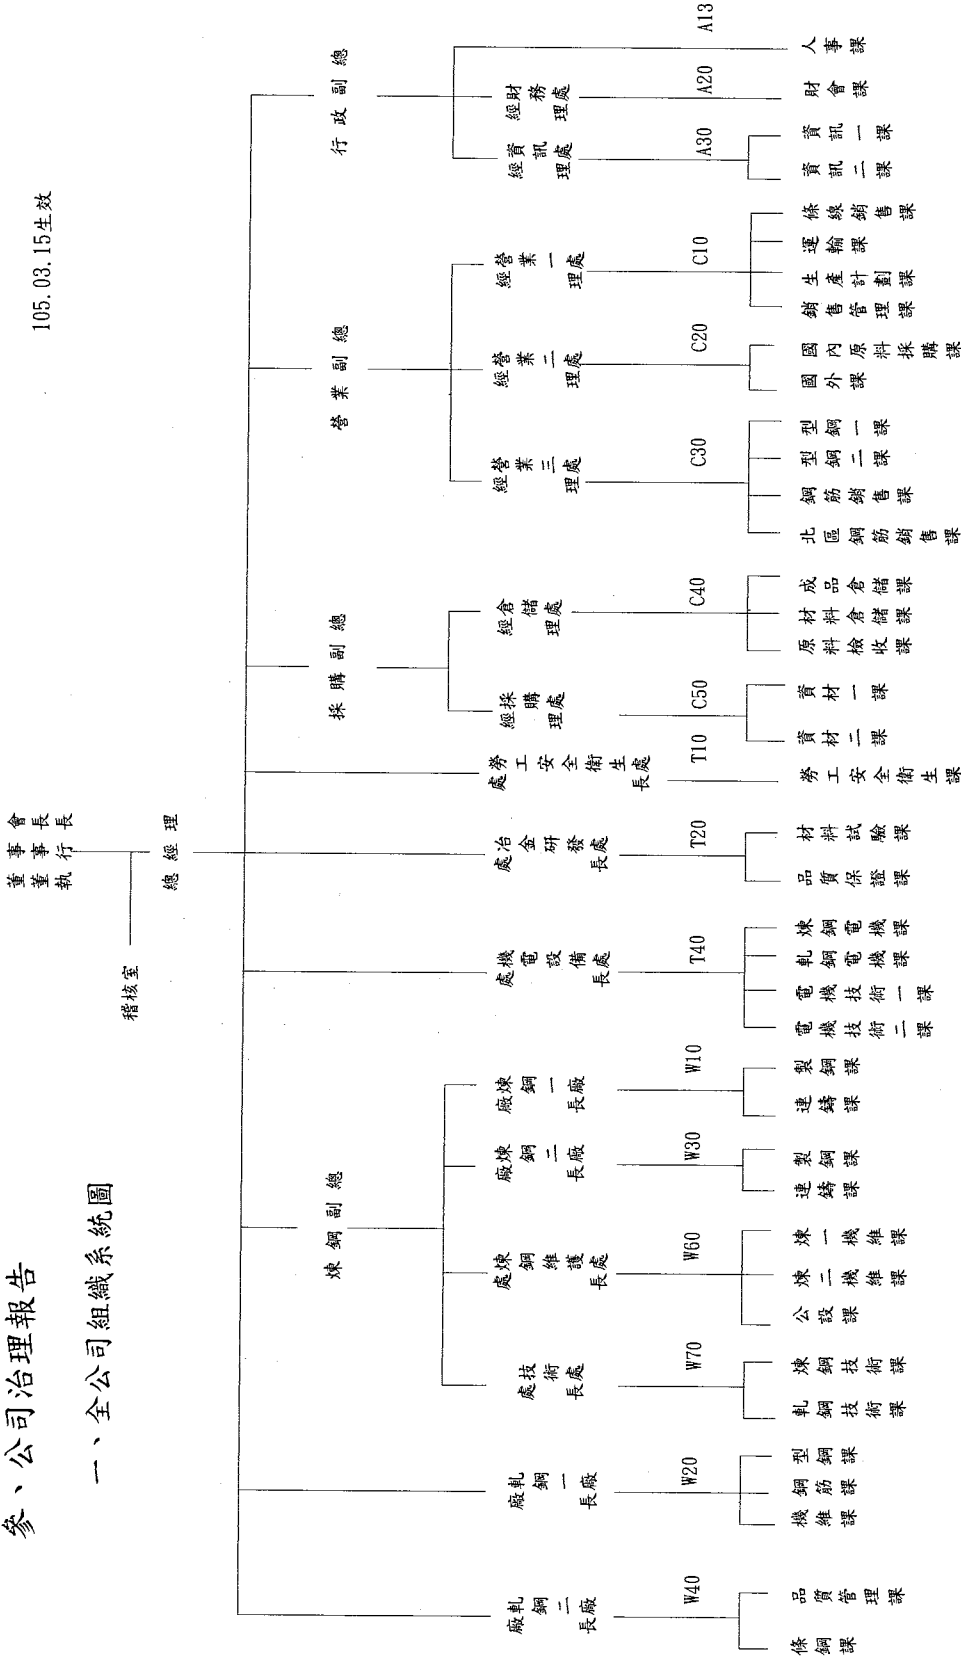 參、公司治理報告
一、全公司組織系統圖
105.03.15生效
董事會
董事長
執行長
稽核室
總經理
煉鋼副總
採購副總
營業副總
行政副總
軋鋼二廠
廠長
軋鋼一廠
廠長
技術處
處長
煉鋼維護處
處長
煉鋼二廠
廠長
煉鋼一廠
廠長
機電設備處
處長
冶金研發處
處長
勞工安全衛生處
處長
採購處
經理
倉儲處
經理
營業三處
經理
營業二處
經理
營業一處
經理
資訊處
經理
財務處
經理
W40
W20
W70
W60
W30
W10
T40
T20
T10
C50
C40
C30
C20
C10
A30
A20
A13
條鋼課
品質管理課
機維課
鋼筋課
型鋼課
軋鋼技術課
煉鋼技術課
公設課
煉二機維課
煉一機維課
連鑄課
製鋼課
連鑄課
製鋼課
電機技術二課
電機技術一課
軋鋼電機課
煉鋼電機課
品質保證課
材料試驗課
勞工安全衛生課
資材二課
資材一課
原料檢收課
材料倉儲課
成品倉儲課
北區鋼筋銷售課
鋼筋銷售課
型鋼二課
型鋼一課
國外課
國內原料採購課
銷售管理課
生產計劃課
運輸課
條線銷售課
資訊二課
資訊一課
財會課
人事課